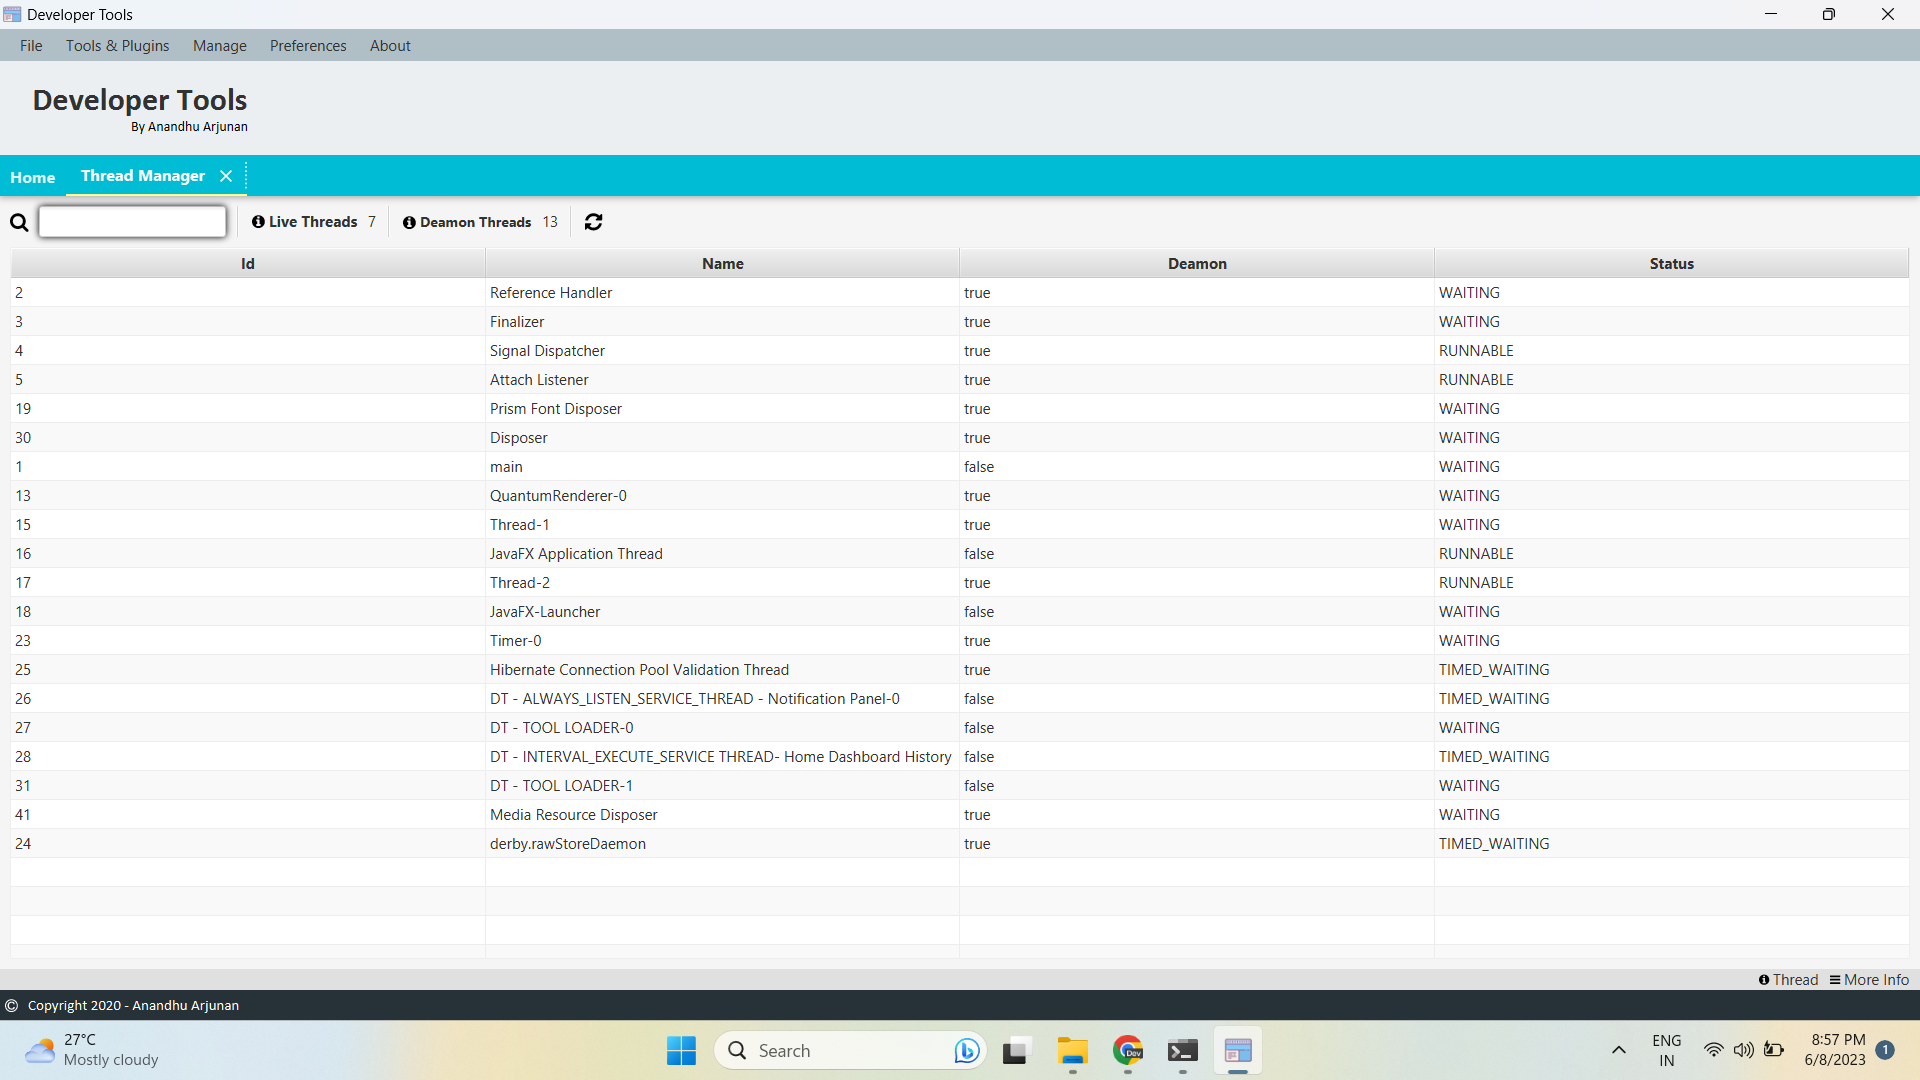 Developer Tools
File Tools & Plugins Manage Preferences About
Developer Tools
By Anandhu Arjunan
Home Thread Manager
Live Threads 7 Deamon Threads 13
Id Name Deamon Status
2 Reference Handler true WAITING
3 Finalizer true WAITING
4 Signal Dispatcher true RUNNABLE
5 Attach Listener true RUNNABLE
19 Prism Font Disposer true WAITING
30 Disposer true WAITING
1 main false WAITING
13 QuantumRenderer-0 true WAITING
15 Thread-1 true WAITING
16 JavaFX Application Thread false RUNNABLE
17 Thread-2 true RUNNABLE
18 JavaFX-Launcher false WAITING
23 Timer-0 true WAITING
25 Hibernate Connection Pool Validation Thread true TIMED_WAITING
26 DT - ALWAYS_LISTEN_SERVICE_THREAD - Notification Panel-0 false TIMED_WAITING
27 DT - TOOL LOADER-0 false WAITING
28 DT - INTERVAL_EXECUTE_SERVICE THREAD- Home Dashboard History false TIMED_WAITING
31 DT - TOOL LOADER-1 false WAITING
41 Media Resource Disposer true WAITING
24 derby.rawStoreDaemon true TIMED_WAITING
Thread More Info
© Copyright 2020 - Anandhu Arjunan
27°C
Mostly cloudy
Search
Dev
ENG
IN
8:57 PM
6/8/2023
1